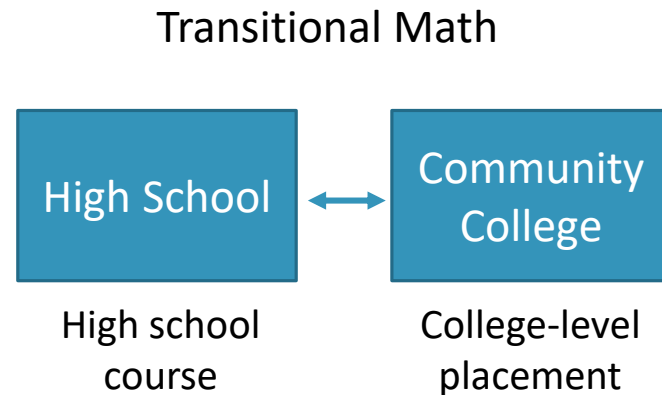 Transitional Math
High School
Community
College
High school
course
College-level
placement